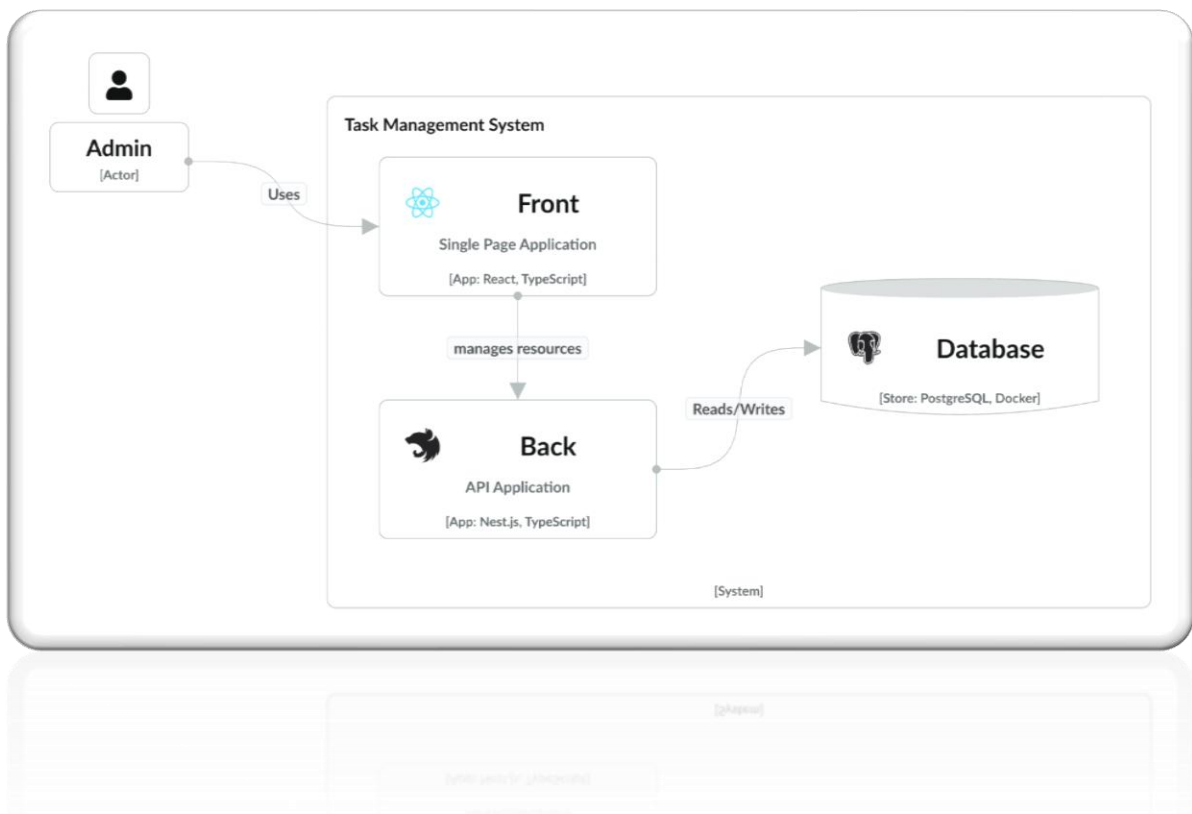 Admin
[Actor]
Uses
Task Management System
Front
Single Page Application
[App: React, TypeScript]
manages resources
Back
API Application
[App: Nest.js, TypeScript]
Reads/Writes
Database
[Store: PostgreSQL, Docker]
[System]